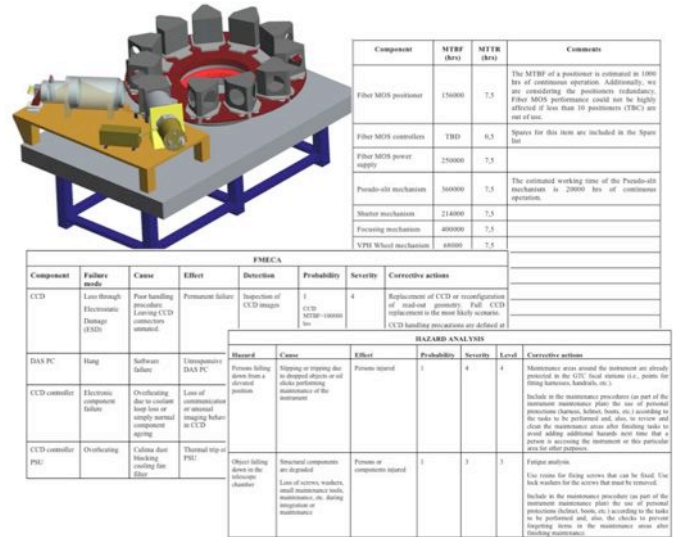 Component MTBF (hrs) MTTR (hrs) Comments
Fiber MOS positioner 156000 7,5
The MTBF of a positioner is estimated in 1000
hrs of continuous operation. Additionally, we
are considering the positioners redundancy,
Fiber MOS performance could not be highly
affected if less than 10 positioners (TBC) are
out of use.
Fiber MOS controllers TBD 0,5
Spares for this item are included in the Spare
list
Fiber MOS power
supply
250000 7,5
Pseudo-slit mechanism 360000 7,5
The estimated working time of the Pseudo-slit
mechanism is 20000 hrs of continuous
operation.
Shutter mechanism 214000 7,5
Focusing mechanism 400000 7,5
VPH Wheel mechanism 68000 7,5
FMECA
Component Failure mode Cause Effect Detection Probability Severity Corrective actions
CCD
Loss through
Electrostatic
Damage
(ESD)
Poor handling
procedure.
Leaving CCD
connectors
unmated.
Permanent failure
Inspection of
CCD images
1
CCD
MTBF=100000
hrs
4
Replacement of CCD or reconfiguration
of read-out geometry. Full CCD
replacement is the most likely scenario.
CCD handling precautions are defined at
DAS PC
Hang
Software
failure
Unresponsive
DAS PC
CCD controller
Electronic
component
failure
Overheating
due to coolant
loop loss or
simply normal
component
ageing
Loss of
communication
or unusual
imaging behav
in CCD
CCD controller
PSU
Overheating
Calima dust
blocking
cooling fan
filter
Thermal trip of
PSU
HAZARD ANALYSIS
Hazard Cause Effect Probability Severity Level Corrective actions
Persons falling
down from a
elevated
position
Slipping or tripping due
to dropped objects or oil
slicks performing
maintenance of the
instrument
Persons injured
1
4
4
Maintenance areas around the instrument are already
protected in the GTC focal stations (i.e., points for
fitting harnesses, handrails, etc.).
Include in the maintenance procedures (as part of the
instrument maintenance plan) the use of personal
protections (harness, helmet, boots, etc.) according to
the tasks to be performed and, also, to review and
clean the maintenance areas after finishing tasks to
avoid adding additional hazards next time that a
person is accessing the instrument or this particular
area for other purposes.
Object falling
down in the
telescope
chamber
Structural components
are degraded
Loss of screws, washers,
small maintenance tools,
maintenance, etc. during
integration or
maintenance
Persons or
components injured
1
3
3
Fatigue analysis.
Use resine for fixing screws that can be fixed. Use
lock washers for the screws that must be removed.
Include in the maintenance procedure (as part of the
instrument maintenance plan) the use of personal
protections (helmet, boots, etc.) according to the tasks
to be performed and, also, the checks to prevent
forgetting items in the maintenance areas after
finishing maintenance.